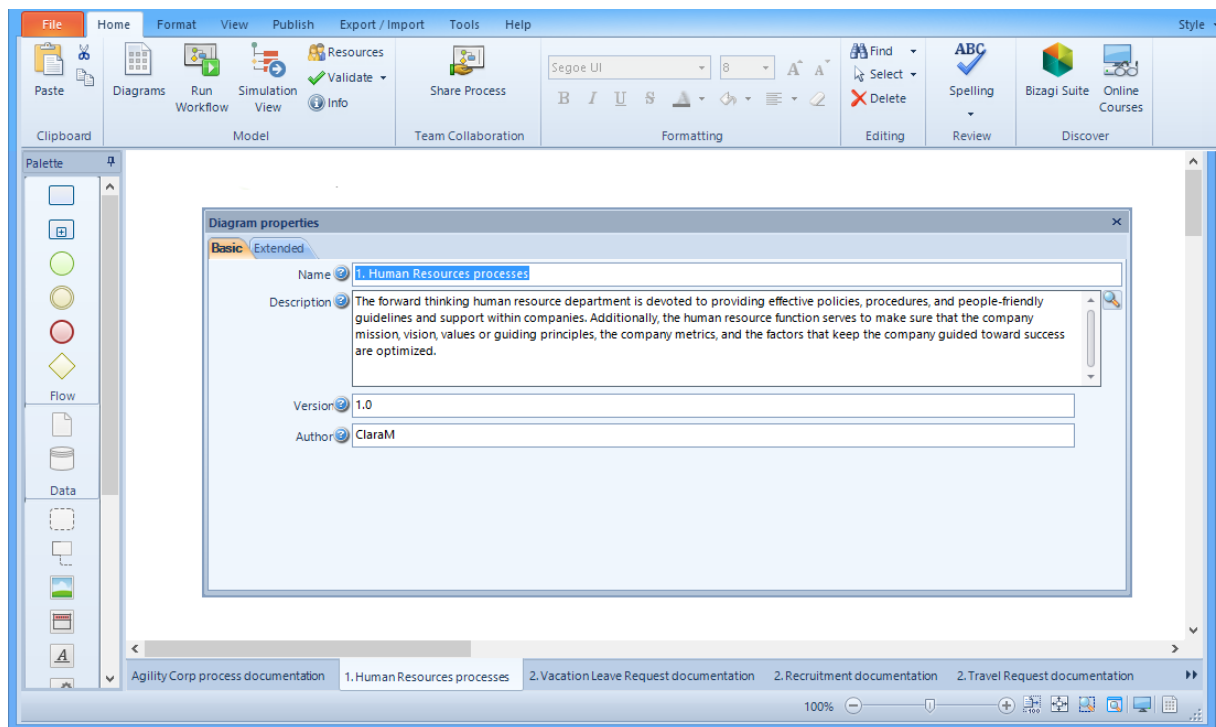 File Home Format View Publish Export / Import Tools Help Style
Paste
Diagrams
Run Workflow
Simulation View
Resources
Validate
Info
Share Process
Segoe UI 8 A A
B I U S A
Find
Select
Delete
ABC
Spelling
Bizagi Suite
Online Courses
Clipboard Model Team Collaboration Formatting Editing Review Discover
Palette
Flow
Data
A
Diagram properties
Basic Extended
Name 1. Human Resources processes
Description The forward thinking human resource department is devoted to providing effective policies, procedures, and people-friendly
guidelines and support within companies. Additionally, the human resource function serves to make sure that the company
mission, vision, values or guiding principles, the company metrics, and the factors that keep the company guided toward success
are optimized.
Version 1.0
Author ClaraM
Agility Corp process documentation 1. Human Resources processes 2. Vacation Leave Request documentation 2. Recruitment documentation 2. Travel Request documentation
100%